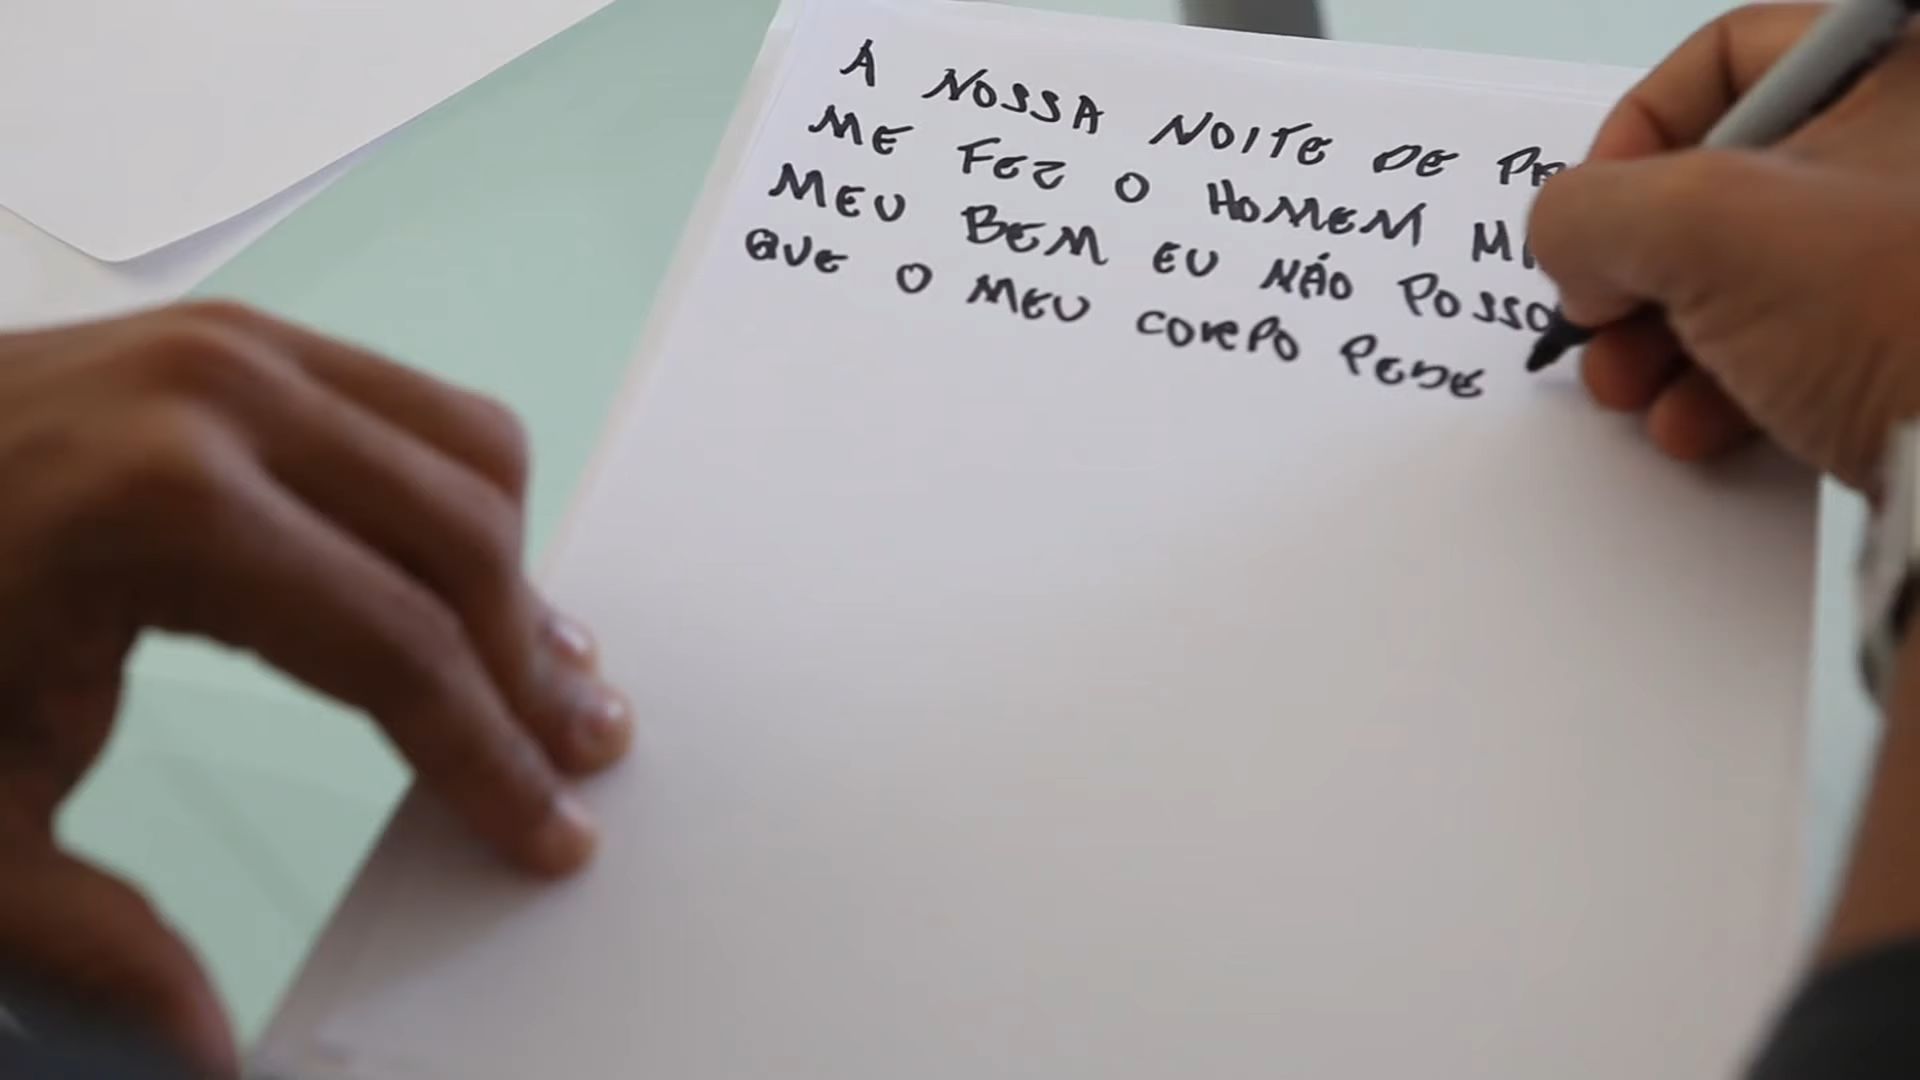 A NOSSA NOITE DE
ME FEZ O HOMEM
MEU BEM EU NÃO POSSO
QUE O MEU CORPO PEDE